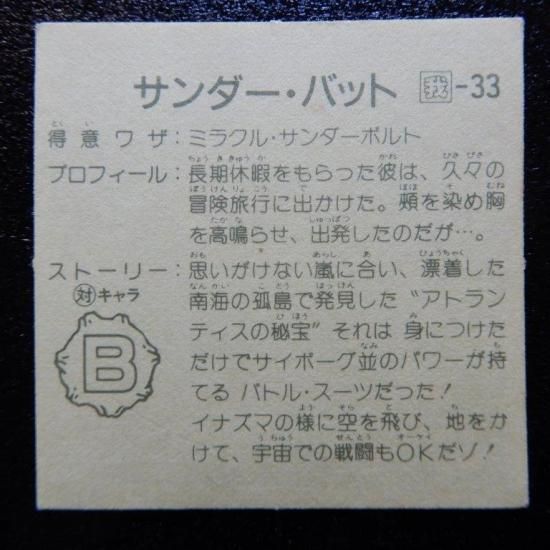 サンダー・バット 戦-33
得意ワザ：ミラクル・サンダーボルト
プロフィール：長期休暇をもらった彼は、久々の
冒険旅行に出かけた。頬を染め胸
を高鳴らせ、出発したのだが…。
ストーリー：思いがけない嵐に合い、漂着した
対キャラ
B
南海の孤島で発見した“アトラン
ティスの秘宝”それは 身につけた
だけでサイボーグ並のパワーが持
てる バトル・スーツだった！
イナズマの様に空を飛び、地をか
けて、宇宙での戦闘もOKだゾ！